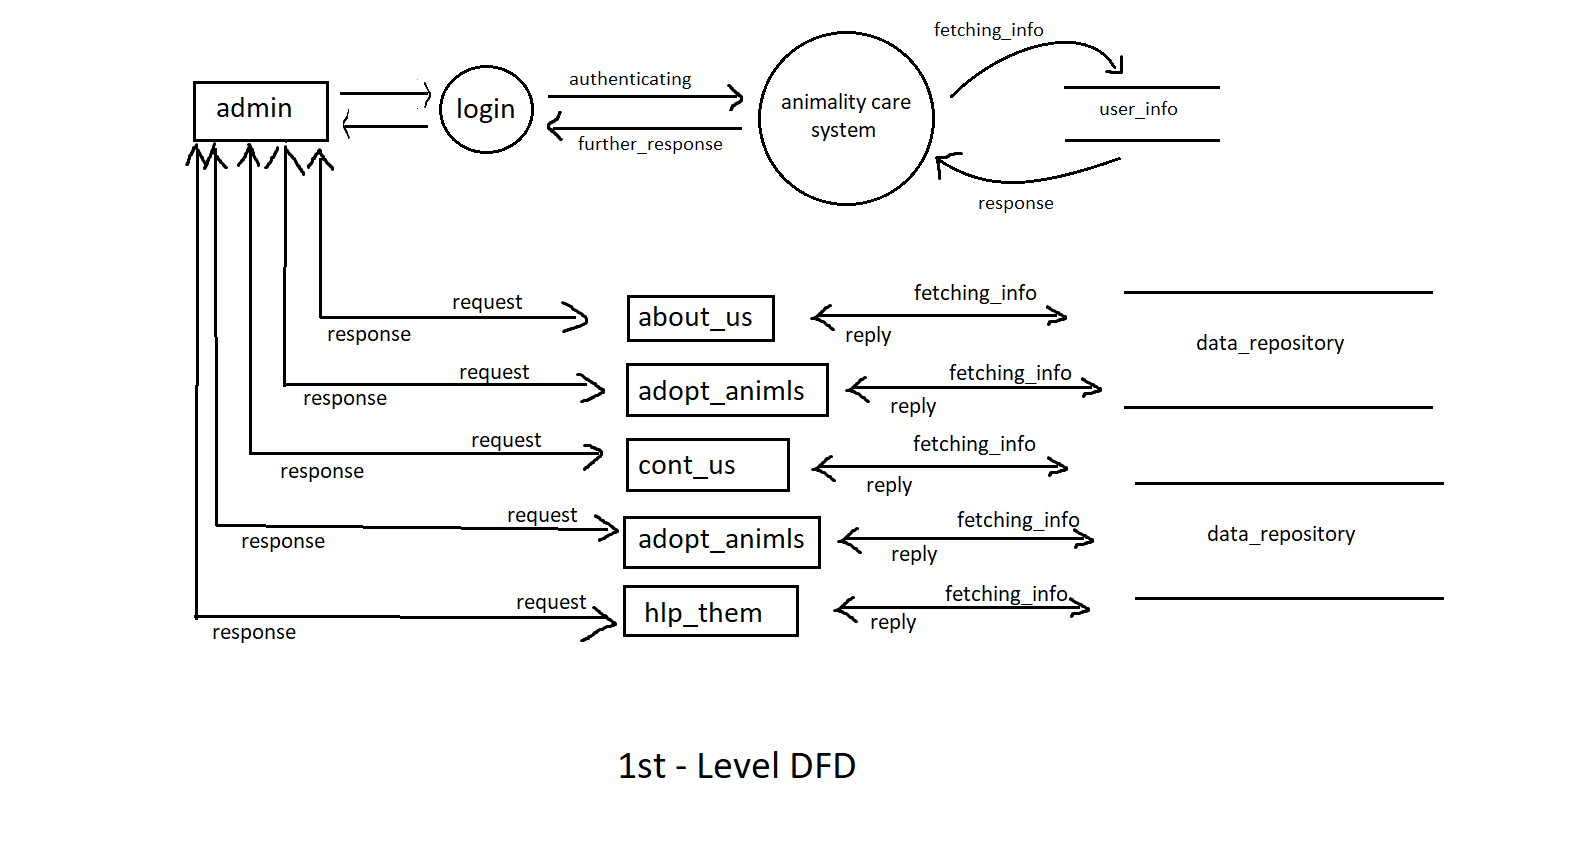 fetching_info
admin
login
authenticating
further_response
animality care
system
user_info
response
request
response
about_us
fetching_info
reply
data_repository
request
response
adopt_animls
fetching_info
reply
request
response
cont_us
fetching_info
reply
request
response
adopt_animls
fetching_info
reply
data_repository
request
response
hlp_them
fetching_info
reply
1st - Level DFD